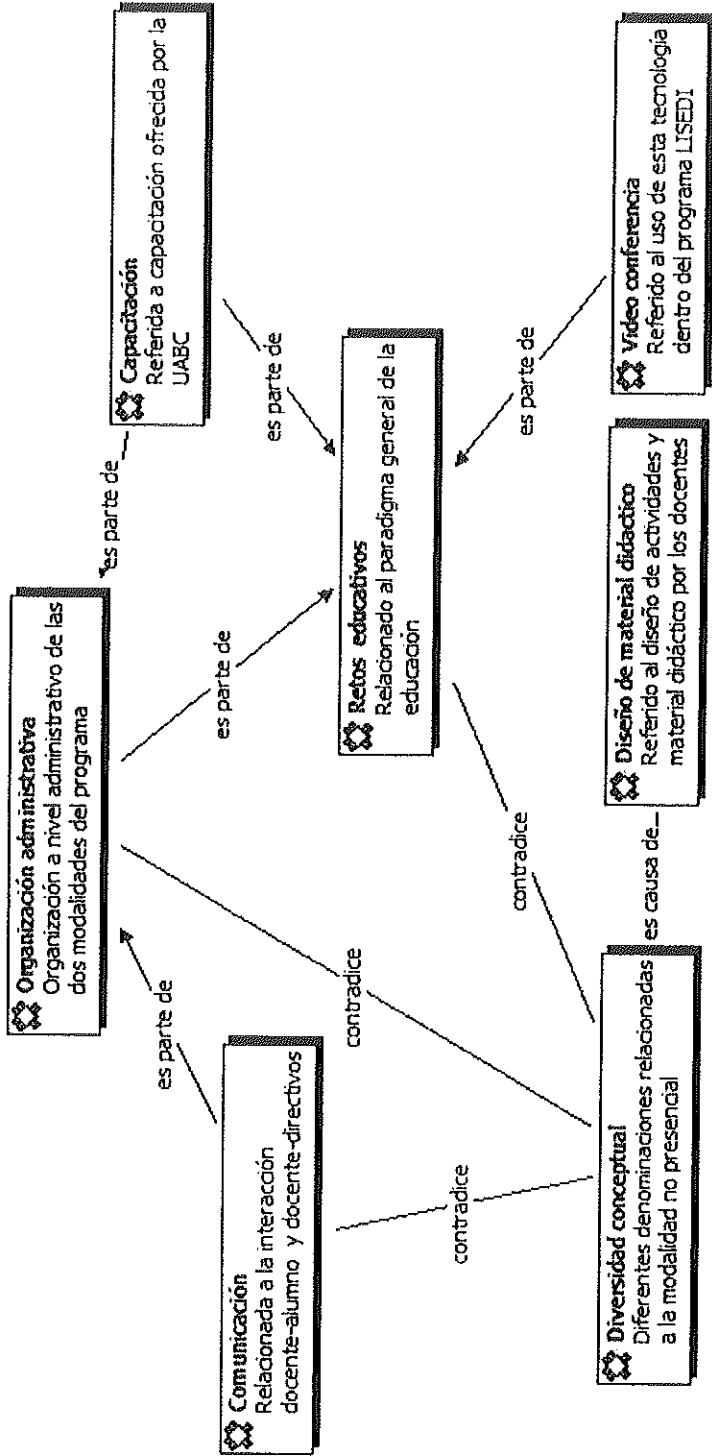 Organización administrativa
Organización a nivel administrativo de las
dos modalidades del programa
es parte de
Capacitación
Referida a capacitación ofrecida por la
UABC
es parte de
es parte de
es parte de
Comunicación
Relacionada a la interacción
docente-alumno y docente-directivos
contradice
Retos educativos
Relacionado al paradigma general de la
educación
contradice
contradice
es parte de
Diversidad conceptual
Diferentes denominaciones relacionadas
a la modalidad no presencial
es causa de
Diseño de material didactico
Referido al diseño de actividades y
material didáctico por los docentes
Video conferencia
Referido al uso de esta tecnología
dentro del programa LISEDI